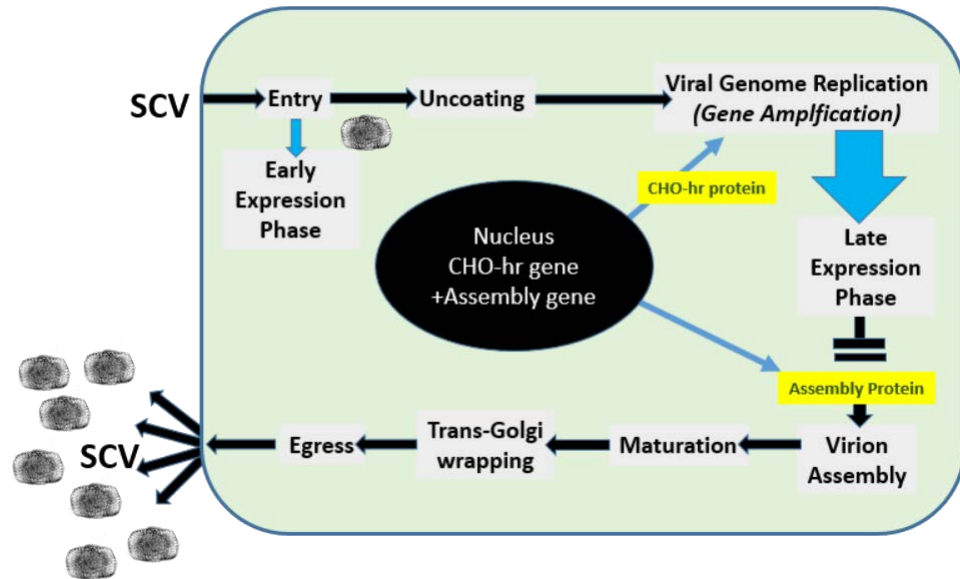 SCV
Entry
Uncoating
Viral Genome Replication
(Gene Amplfication)
Early
Expression
Phase
CHO-hr protein
Nucleus
CHO-hr gene
+Assembly gene
Late
Expression
Phase
Assembly Protein
SCV
Egress
Trans-Golgi
wrapping
Maturation
Virion
Assembly